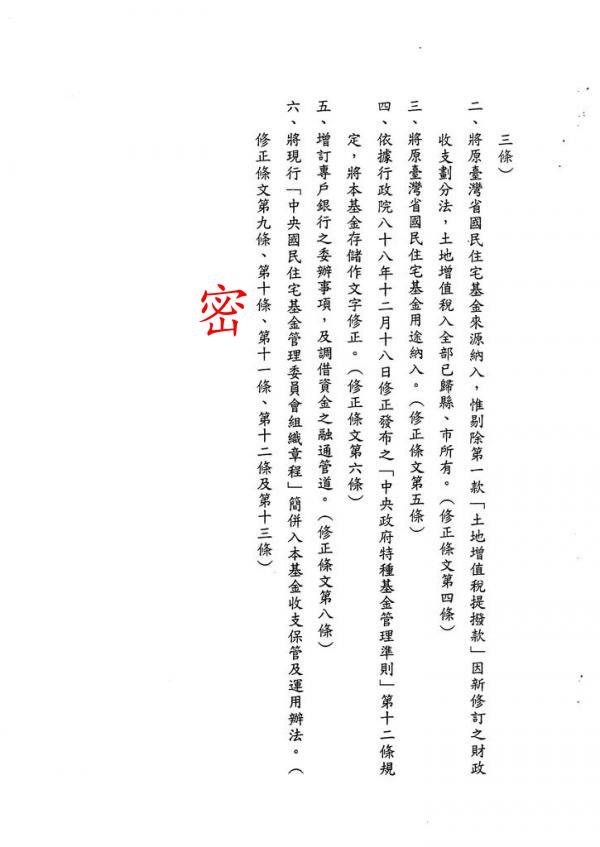 三條）
二、將原臺灣省國民住宅基金來源納入，惟剔除第一款「土地增值稅提撥款」因新修訂之財政
收支劃分法，土地增值稅入全部已歸縣、市所有。（修正條文第四條）
三、將原臺灣省國民住宅基金用途納入。（修正條文第五條）
四、依據行政院八十八年十二月十八日修正發布之「中央政府特種基金管理準則」第十二條規
定，將本基金存儲作文字修正。（修正條文第六條）
五、增訂專戶銀行之委辦事項，及調借資金之融通管道。（修正條文第八條）
六、將現行「中央國民住宅基金管理委員會組織章程」簡併入本基金收支保管及運用辦法。（
修正條文第九條、第十條、第十一條、第十二條及第十三條）
密